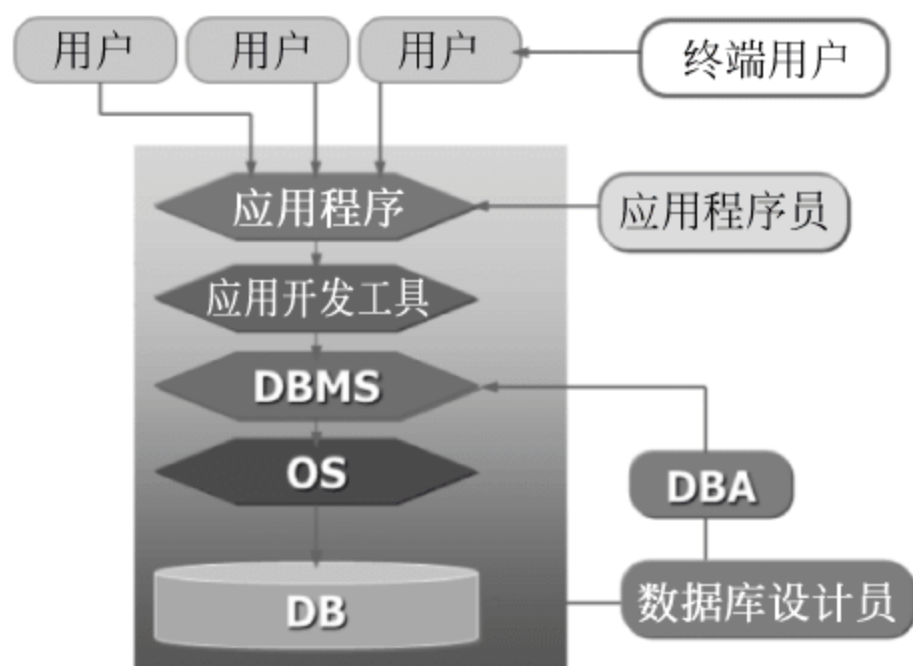 用户
用户
用户
终端用户
应用程序
应用程序员
应用开发工具
DBMS
OS
DBA
DB
数据库设计员